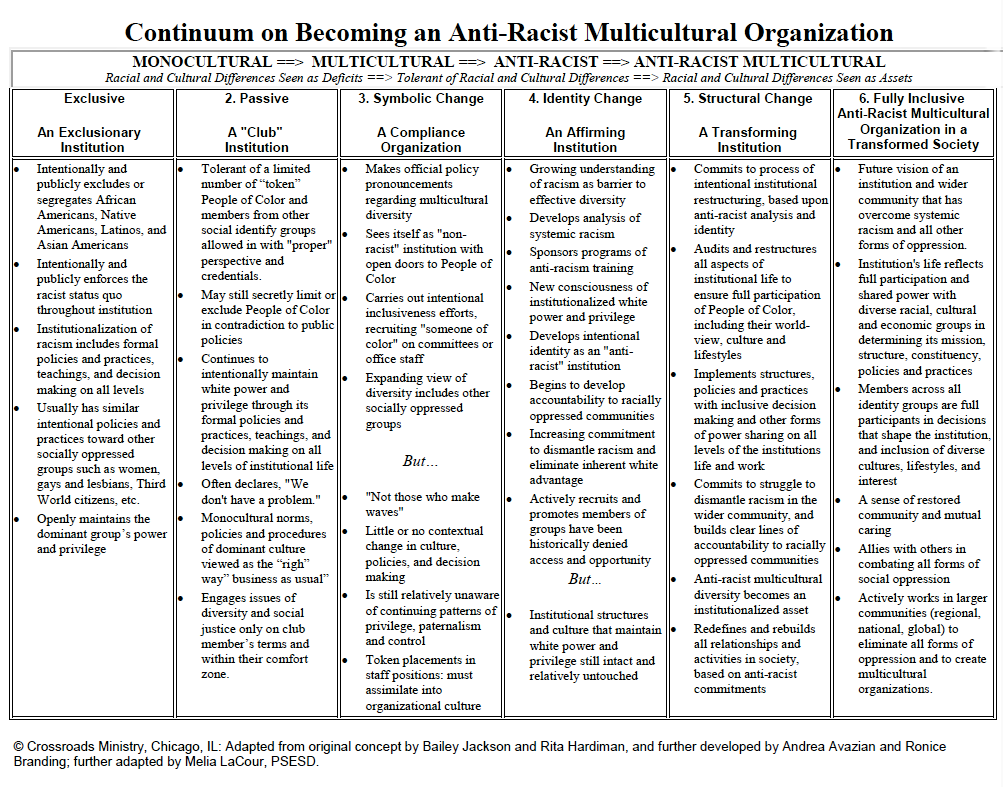 Continuum on Becoming an Anti-Racist Multicultural Organization
MONOCULTURAL ==> MULTICULTURAL ==> ANTI-RACIST ==> ANTI-RACIST MULTICULTURAL
Racial and Cultural Differences Seen as Deficits ==> Tolerant of Racial and Cultural Differences ==> Racial and Cultural Differences Seen as Assets
Exclusive
An Exclusionary
Institution
• Intentionally and
publicly excludes or
segregates African
Americans, Native
Americans, Latinos, and
Asian Americans
• Intentionally and
publicly enforces the
racist status quo
throughout institution
• Institutionalization of
racism includes formal
policies and practices,
teachings, and decision
making on all levels
• Usually has similar
intentional policies and
practices toward other
socially oppressed
groups such as women,
gays and lesbians, Third
World citizens, etc.
• Openly maintains the
dominant group's power
and privilege
2. Passive
A "Club"
Institution
• Tolerant of a limited
number of "token"
People of Color and
members from other
social identify groups
allowed in with "proper"
perspective and
credentials.
• May still secretly limit or
exclude People of Color
in contradiction to public
policies
• Continues to
intentionally maintain
white power and
privilege through its
formal policies and
practices, teachings, and
decision making on all
levels of institutional life
• Often declares, "We
don't have a problem."
• Monocultural norms,
policies and procedures
of dominant culture
viewed as the "righ"
way" business as usual"
• Engages issues of
diversity and social
justice only on club
member's terms and
within their comfort
zone.
3. Symbolic Change
A Compliance
Organization
• Makes official policy
pronouncements
regarding multicultural
diversity
• Sees itself as "non-
racist" institution with
open doors to People of
Color
• Carries out intentional
inclusiveness efforts,
recruiting "someone of
color" on committees or
office staff
• Expanding view of
diversity includes other
socially oppressed
groups
But…
• "Not those who make
waves"
• Little or no contextual
change in culture,
policies, and decision
making
• Is still relatively unaware
of continuing patterns of
privilege, paternalism
and control
• Token placements in
staff positions: must
assimilate into
organizational culture
4. Identity Change
An Affirming
Institution
• Growing understanding
of racism as barrier to
effective diversity
• Develops analysis of
systemic racism
• Sponsors programs of
anti-racism training
• New consciousness of
institutionalized white
power and privilege
• Develops intentional
identity as an "anti-
racist" institution
• Begins to develop
accountability to racially
oppressed communities
• Increasing commitment
to dismantle racism and
eliminate inherent white
advantage
• Actively recruits and
promotes members of
groups have been
historically denied
access and opportunity
But…
• Institutional structures
and culture that maintain
white power and
privilege still intact and
relatively untouched
5. Structural Change
A Transforming
Institution
• Commits to process of
intentional institutional
restructuring, based upon
anti-racist analysis and
identity
• Audits and restructures
all aspects of
institutional life to
ensure full participation
of People of Color,
including their world-
view, culture and
lifestyles
• Implements structures,
policies and practices
with inclusive decision
making and other forms
of power sharing on all
levels of the institutions
life and work
• Commits to struggle to
dismantle racism in the
wider community, and
builds clear lines of
accountability to racially
oppressed communities
• Anti-racist multicultural
diversity becomes an
institutionalized asset
• Redefines and rebuilds
all relationships and
activities in society,
based on anti-racist
commitments
6. Fully Inclusive
Anti-Racist Multicultural
Organization in a
Transformed Society
• Future vision of an
institution and wider
community that has
overcome systemic
racism and all other
forms of oppression.
• Institution's life reflects
full participation and
shared power with
diverse racial, cultural
and economic groups in
determining its mission,
structure, constituency,
policies and practices
• Members across all
identity groups are full
participants in decisions
that shape the institution,
and inclusion of diverse
cultures, lifestyles, and
interest
• A sense of restored
community and mutual
caring
• Allies with others in
combating all forms of
social oppression
• Actively works in larger
communities (regional,
national, global) to
eliminate all forms of
oppression and to create
multicultural
organizations.
© Crossroads Ministry, Chicago, IL: Adapted from original concept by Bailey Jackson and Rita Hardiman, and further developed by Andrea Avazian and Ronice
Branding; further adapted by Melia LaCour, PSESD.